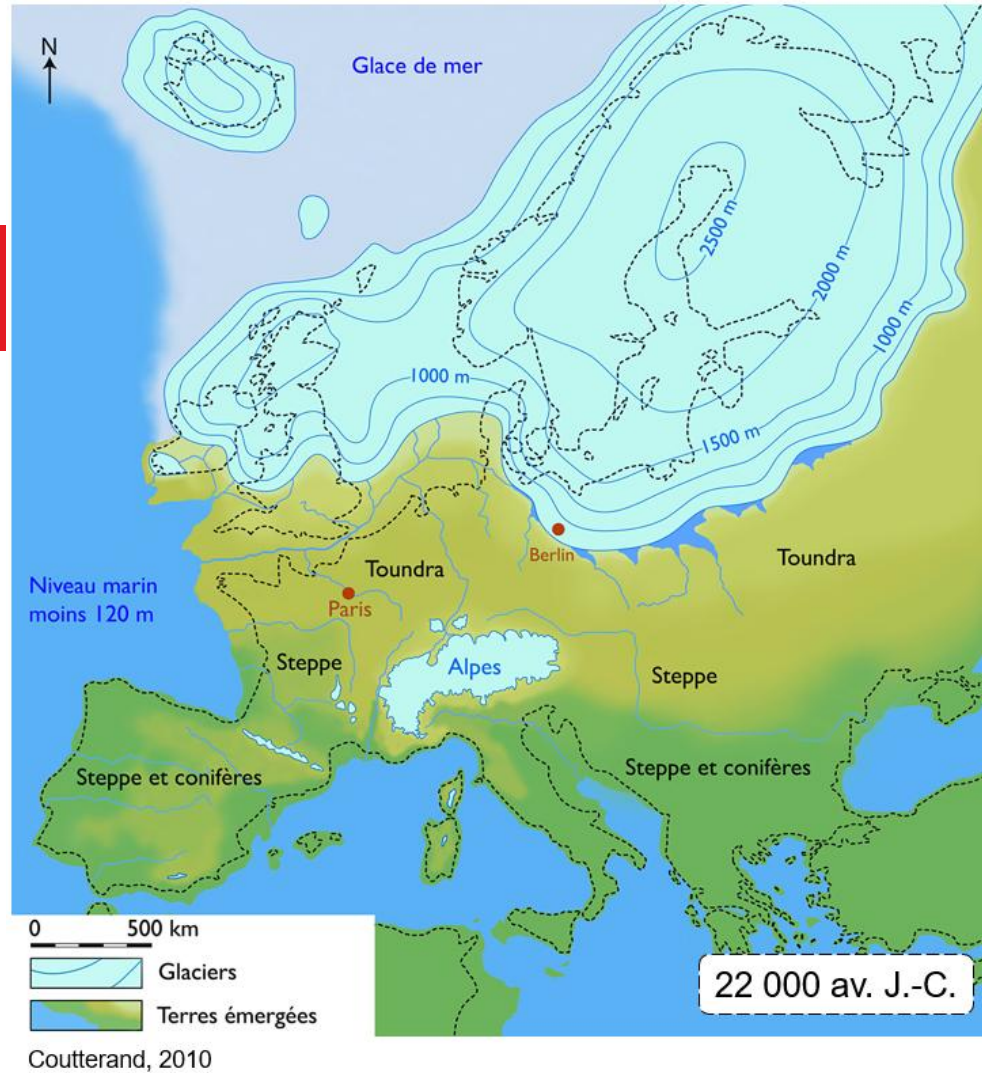 N
Glace de mer
2500 m
2000 m
1000 m
1000 m
1500 m
Berlin
Toundra
Toundra
Niveau marin
moins 120 m
Paris
Steppe
Alpes
Steppe
Steppe et conifères
Steppe et conifères
0 500 km
Glaciers
Terres émergées
22 000 av. J.-C.
Coutterand, 2010